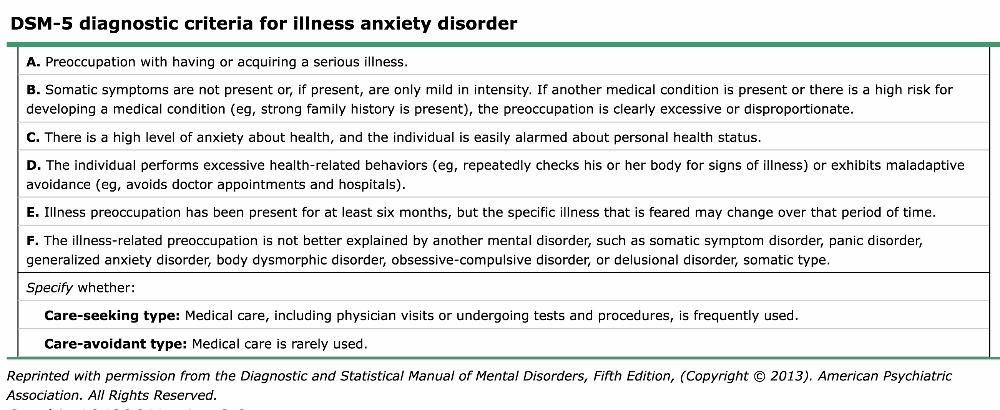 DSM-5 diagnostic criteria for illness anxiety disorder
A. Preoccupation with having or acquiring a serious illness.
B. Somatic symptoms are not present or, if present, are only mild in intensity. If another medical condition is present or there is a high risk for
developing a medical condition (eg, strong family history is present), the preoccupation is clearly excessive or disproportionate.
C. There is a high level of anxiety about health, and the individual is easily alarmed about personal health status.
D. The individual performs excessive health-related behaviors (eg, repeatedly checks his or her body for signs of illness) or exhibits maladaptive
avoidance (eg, avoids doctor appointments and hospitals).
E. Illness preoccupation has been present for at least six months, but the specific illness that is feared may change over that period of time.
F. The illness-related preoccupation is not better explained by another mental disorder, such as somatic symptom disorder, panic disorder,
generalized anxiety disorder, body dysmorphic disorder, obsessive-compulsive disorder, or delusional disorder, somatic type.
Specify whether:
Care-seeking type: Medical care, including physician visits or undergoing tests and procedures, is frequently used.
Care-avoidant type: Medical care is rarely used.
Reprinted with permission from the Diagnostic and Statistical Manual of Mental Disorders, Fifth Edition, (Copyright © 2013). American Psychiatric
Association. All Rights Reserved.